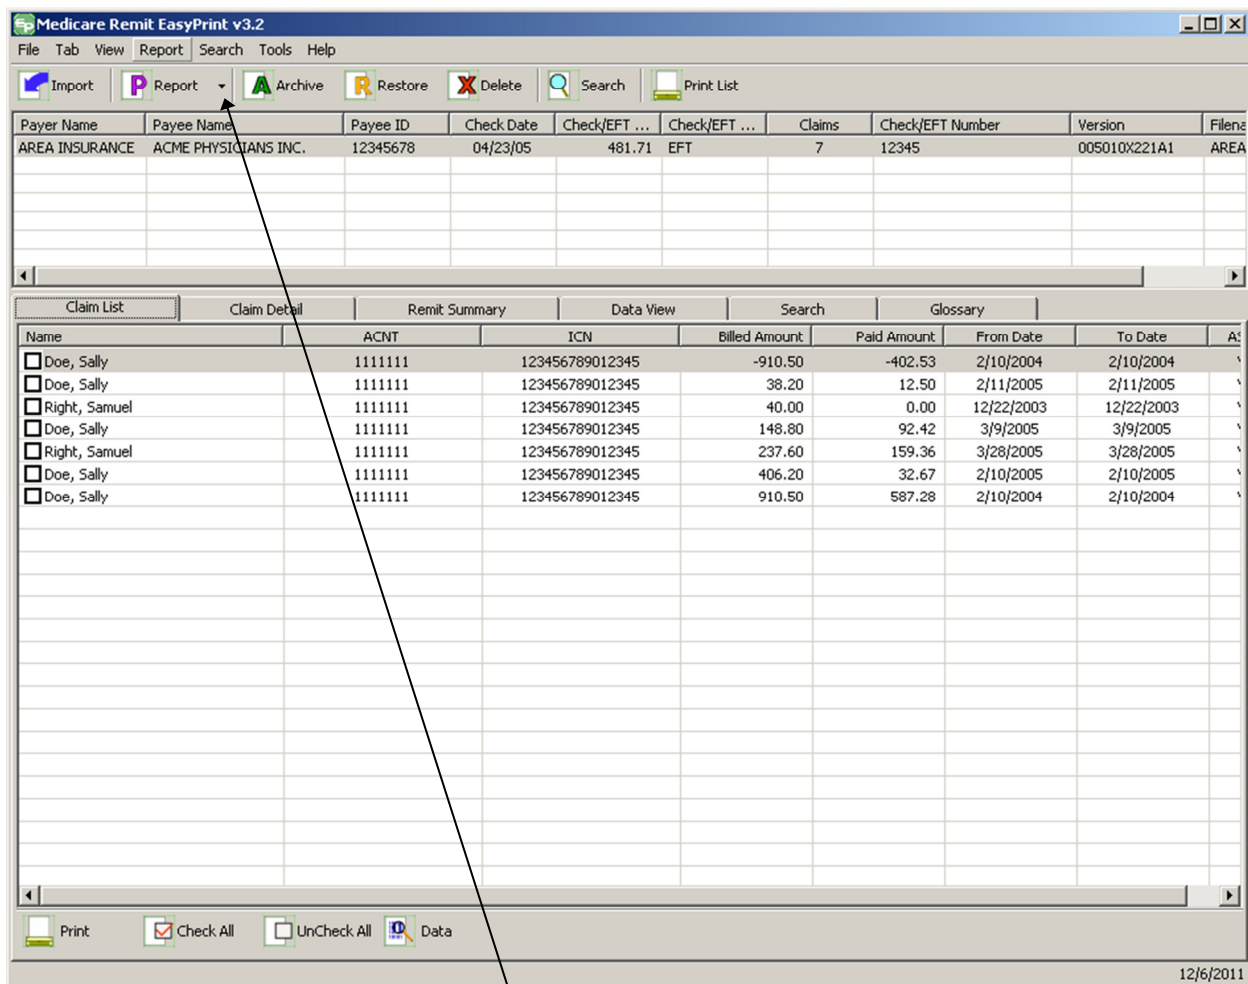 EP Medicare Remit EasyPrint v3.2
File Tab View Report Search Tools Help
Import P Report A Archive R Restore X Delete Search Print List
Payer Name Payee Name Payee ID Check Date Check/EFT ... Check/EFT ... Claims Check/EFT Number Version Filena
AREA INSURANCE ACME PHYSICIANS INC. 12345678 04/23/05 481.71 EFT 7 12345 005010X221A1 AREA
Claim List Claim Detail Remit Summary Data View Search Glossary
Name ACNT ICN Billed Amount Paid Amount From Date To Date AS
Doe, Sally 1111111 123456789012345 -910.50 -402.53 2/10/2004 2/10/2004
Doe, Sally 1111111 123456789012345 38.20 12.50 2/11/2005 2/11/2005
Right, Samuel 1111111 123456789012345 40.00 0.00 12/22/2003 12/22/2003
Doe, Sally 1111111 123456789012345 148.80 92.42 3/9/2005 3/9/2005
Right, Samuel 1111111 123456789012345 237.60 159.36 3/28/2005 3/28/2005
Doe, Sally 1111111 123456789012345 406.20 32.67 2/10/2005 2/10/2005
Doe, Sally 1111111 123456789012345 910.50 587.28 2/10/2004 2/10/2004
Print Check All UnCheck All Data
12/6/2011